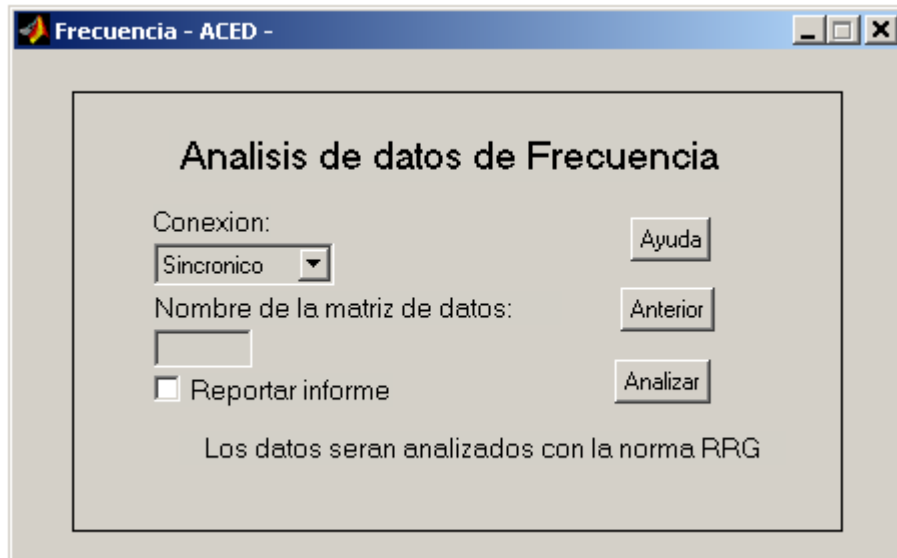 Frecuencia - ACED -
Analisis de datos de Frecuencia
Conexion:
Ayuda
Sincronico
Nombre de la matriz de datos:
Anterior
Reportar informe
Analizar
Los datos seran analizados con la norma RRG